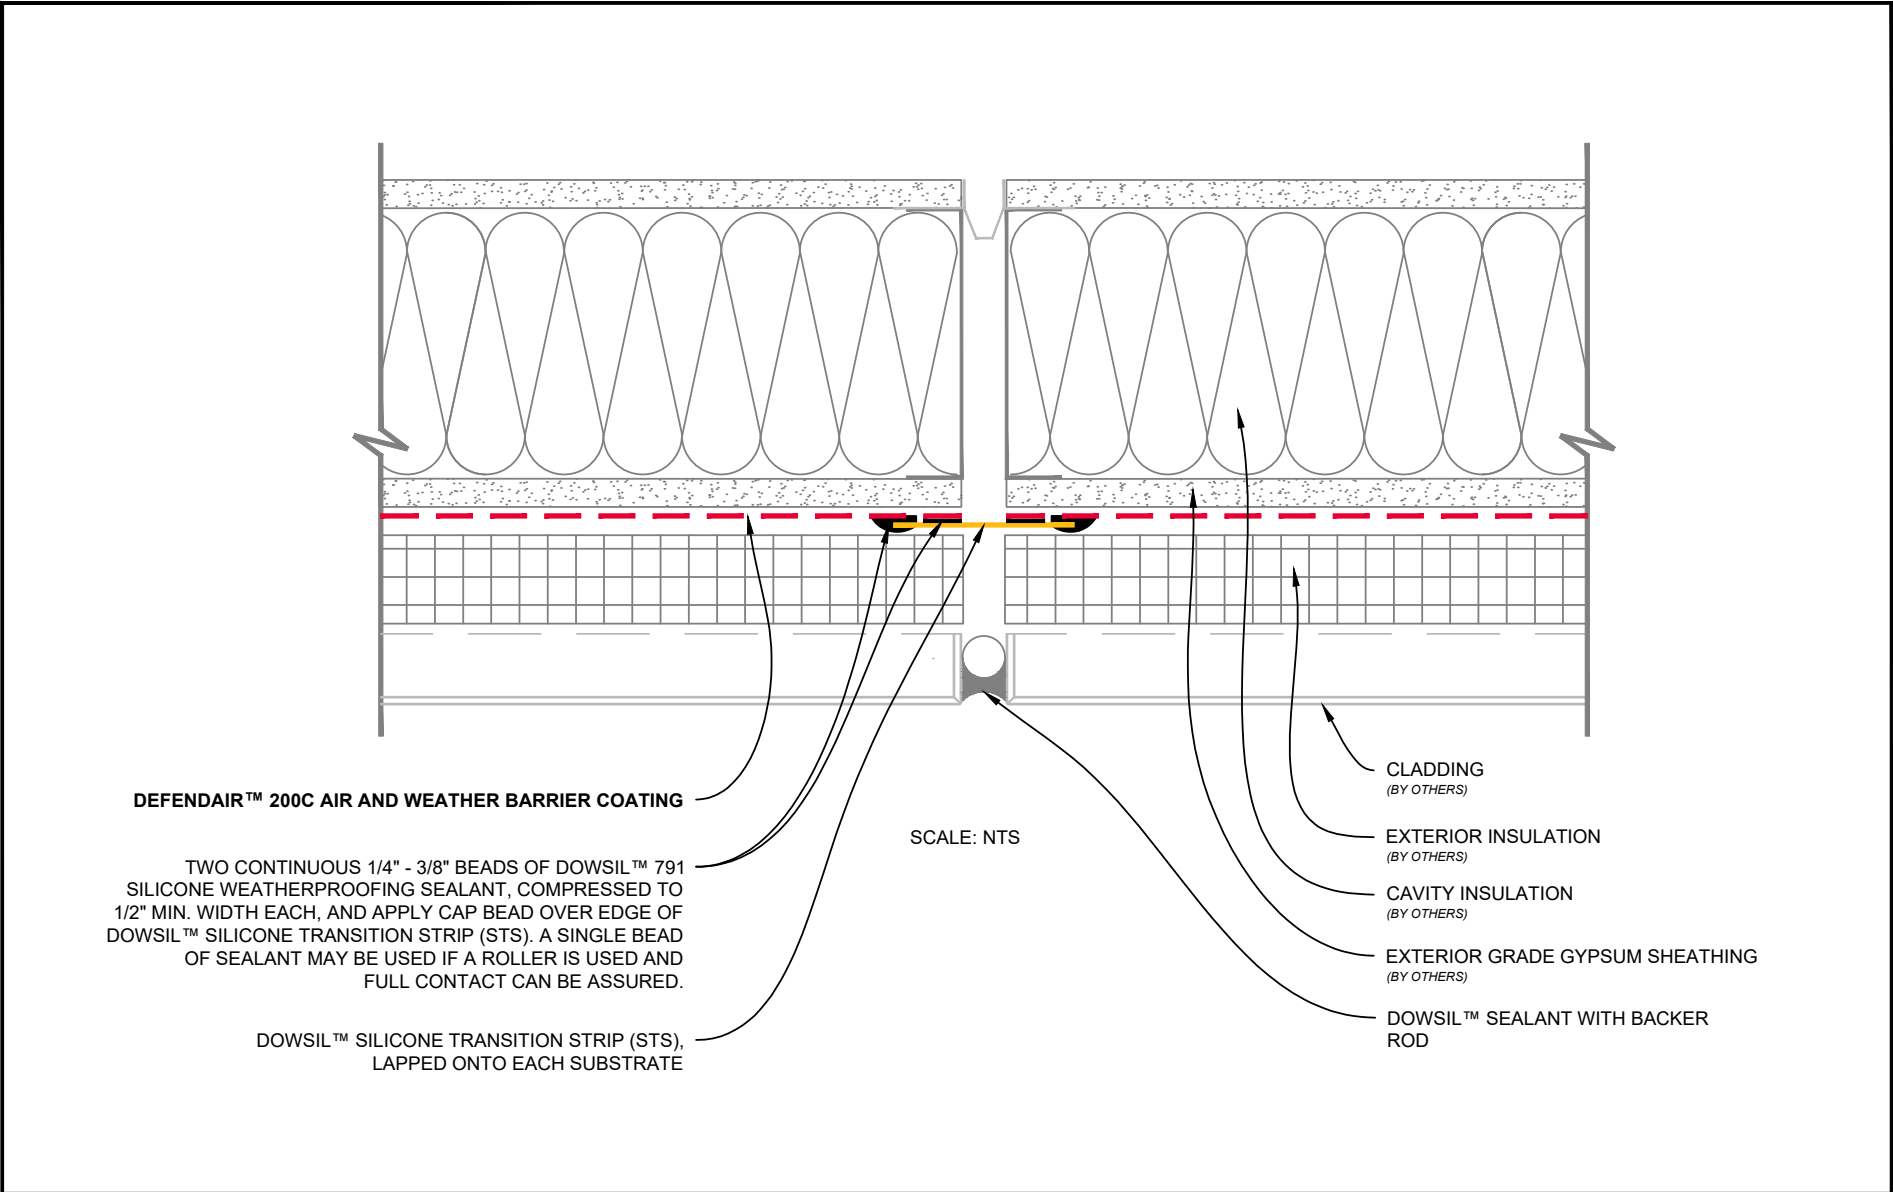 DEFENDAIR™ 200C AIR AND WEATHER BARRIER COATING
TWO CONTINUOUS 1/4" - 3/8" BEADS OF DOWSIL™ 791
SILICONE WEATHERPROOFING SEALANT, COMPRESSED TO
1/2" MIN. WIDTH EACH, AND APPLY CAP BEAD OVER EDGE OF
DOWSIL™ SILICONE TRANSITION STRIP (STS). A SINGLE BEAD
OF SEALANT MAY BE USED IF A ROLLER IS USED AND
FULL CONTACT CAN BE ASSURED.
DOWSIL™ SILICONE TRANSITION STRIP (STS),
LAPPED ONTO EACH SUBSTRATE
SCALE: NTS
CLADDING
(BY OTHERS)
EXTERIOR INSULATION
(BY OTHERS)
CAVITY INSULATION
(BY OTHERS)
EXTERIOR GRADE GYPSUM SHEATHING
(BY OTHERS)
DOWSIL™ SEALANT WITH BACKER
ROD